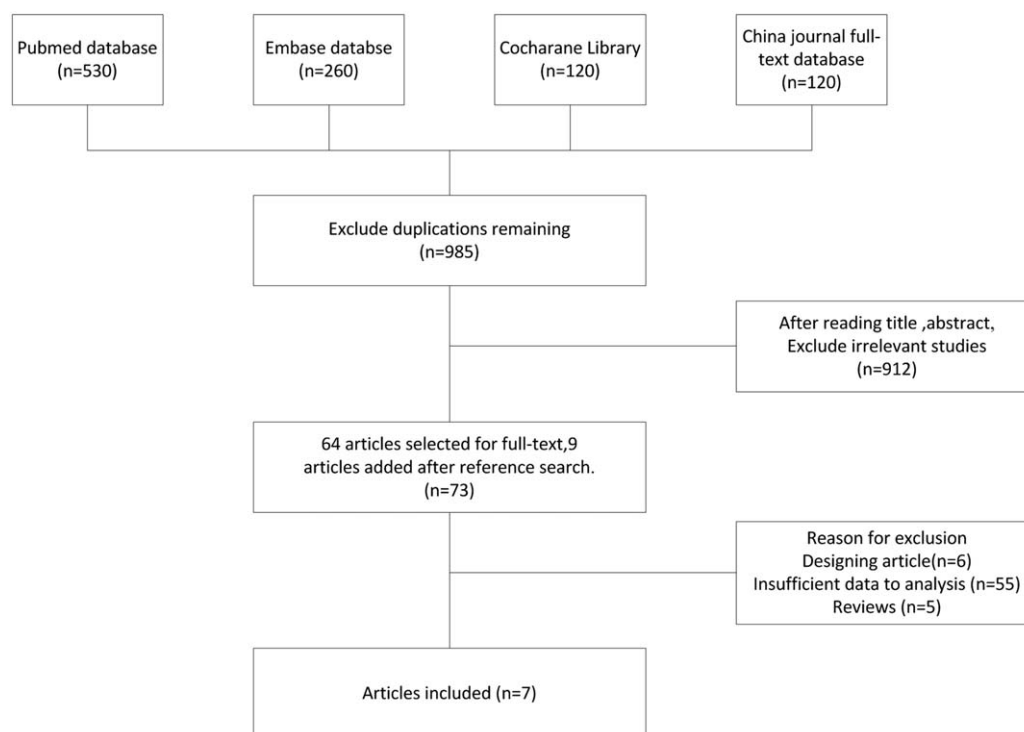 Pubmed database
(n=530)
Embase databse
(n=260)
Cocharane Library
(n=120)
China journal full-
text database
(n=120)
Exclude duplications remaining
(n=985)
After reading title ,abstract,
Exclude irrelevant studies
(n=912)
64 articles selected for full-text,9
articles added after reference search.
(n=73)
Reason for exclusion
Designing article(n=6)
Insufficient data to analysis (n=55)
Reviews (n=5)
Articles included (n=7)